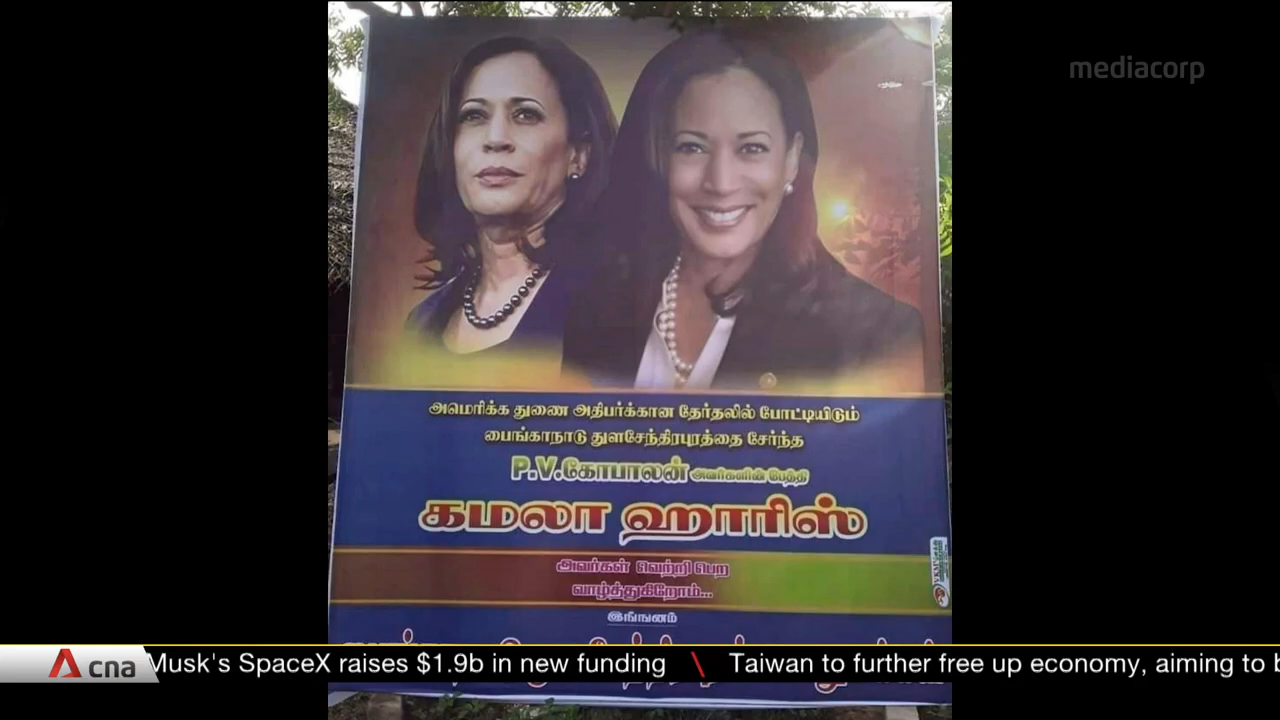 mediacorp
அமெரிக்க துணை அதிபர்க்கான தேர்தலில் போட்டியிடும்
பைங்காநாடு துளசேந்திரபுரத்தை சேர்ந்த
P.V.கோபாலன் அவர்களின் பேத்தி
கமலா ஹாரிஸ்
அவர்கள் வெற்றி பெற
வாழ்த்துகிறோம்...
இங்ஙனம்
cna Musk's SpaceX raises $1.9b in new funding \ Taiwan to further free up economy, aiming to b